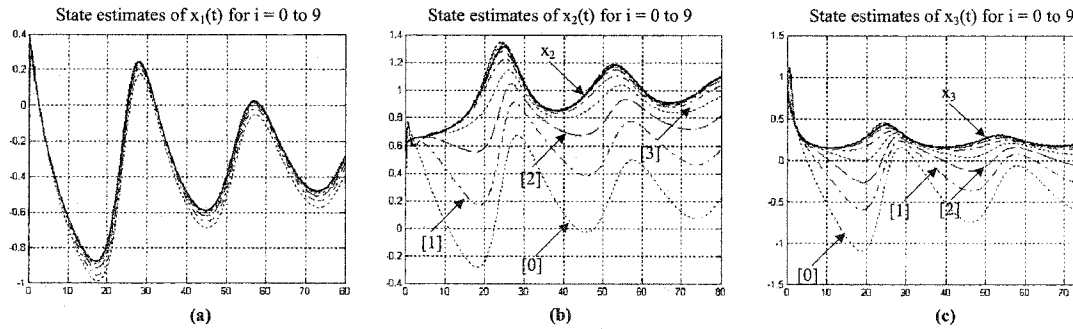 State estimates of x1(t) for i = 0 to 9
0.4
0.2
0
-0.2
-0.4
-0.6
-0.8
-1
0 10 20 30 40 50 60 70 80
(a)
State estimates of x2(t) for i = 0 to 9
1.4
1.2
1.0
0.8
0.6
0.4
0.2
0
-0.2
-0.4
x2
[3]
[2]
[1]
[0]
0 10 20 30 40 50 60 70 80
(b)
State estimates of x3(t) for i = 0 to 9
1.5
1
0.5
0
-0.5
-1
-1.5
x3
[1]
[2]
[0]
0 10 20 30 40 50 60 70
(c)